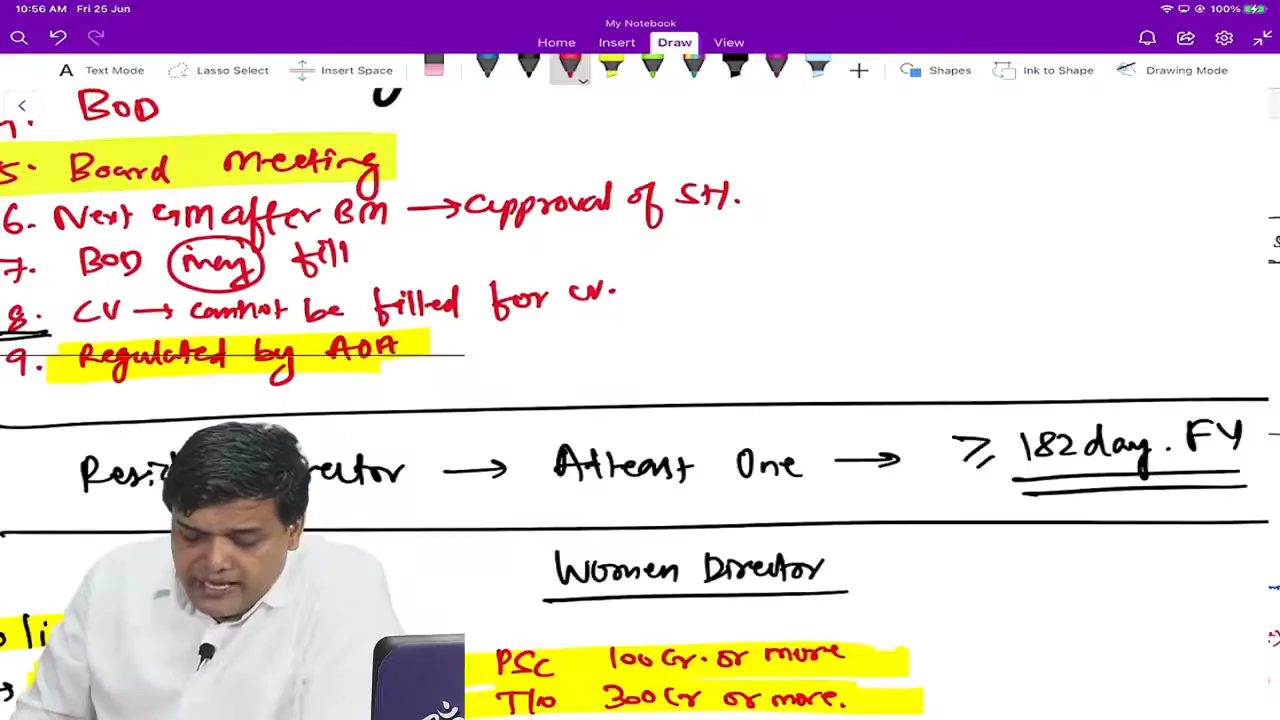 10:56 AM Fri 25 Jun
100%
My Notebook
Home Insert Draw View
Text Mode Lasso Select Insert Space Shapes Ink to Shape Drawing Mode
BOD
5. Board Meeting
6. Next GM after BM → approval of SH.
7. BOD may fill
8. CV → cannot be filled for CV.
9. Regulated by AOA
Resi rector → Atleast One → ≥ 182 day. FY
Women Director
PSC 100 Cr. or more
T/O 300 Cr or more.